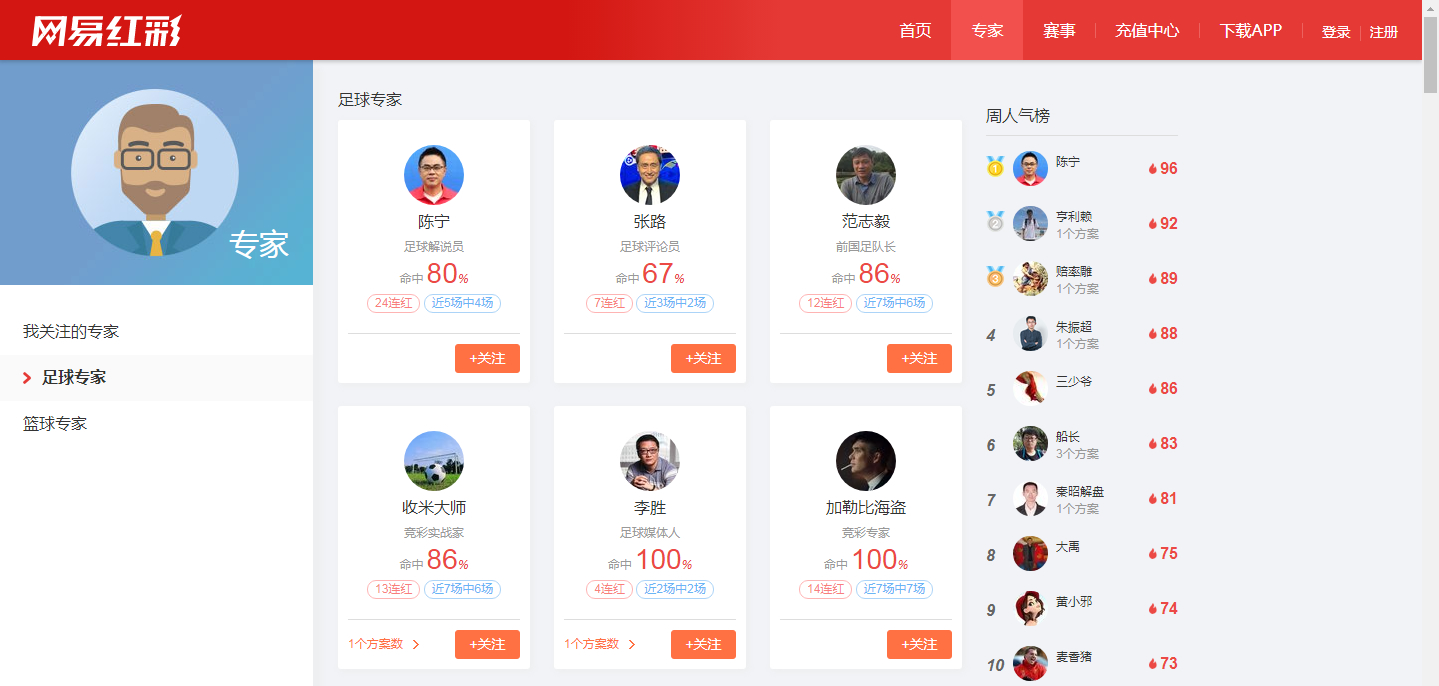 网易红彩
首页 专家 赛事 充值中心 下载APP 登录 注册
专家
我关注的专家
足球专家
篮球专家
足球专家
陈宁
足球解说员
命中 80%
24连红 近5场中4场
+关注
张路
足球评论员
命中 67%
7连红 近3场中2场
+关注
范志毅
前国足队长
命中 86%
12连红 近7场中6场
+关注
收米大师
竞彩实战家
命中 86%
13连红 近7场中6场
1个方案数 +关注
李胜
足球媒体人
命中 100%
4连红 近2场中2场
1个方案数 +关注
加勒比海盗
竞彩专家
命中 100%
14连红 近7场中7场
+关注
周人气榜
1 陈宁 96
2 亨利赖 92
1个方案
3 赔率雕 89
1个方案
4 朱振超 88
1个方案
5 三少爷 86
6 船长 83
3个方案
7 秦昭解盘 81
1个方案
8 大禹 75
9 黄小邪 74
10 麦香猪 73